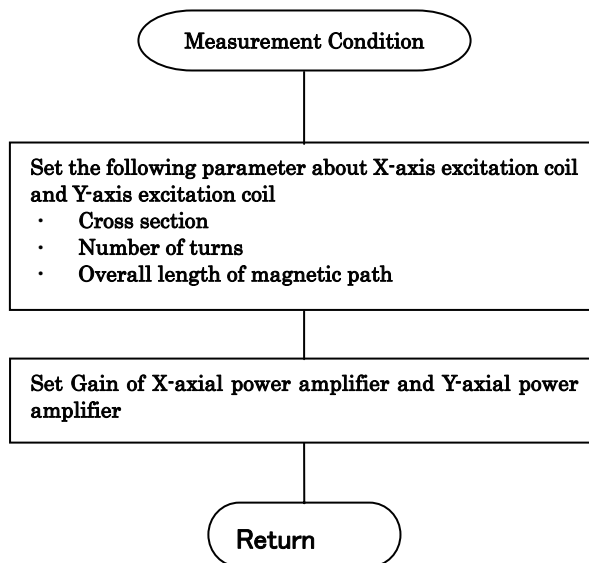 Measurement Condition
Set the following parameter about X-axis excitation coil
and Y-axis excitation coil
· Cross section
· Number of turns
· Overall length of magnetic path
Set Gain of X-axial power amplifier and Y-axial power
amplifier
Return